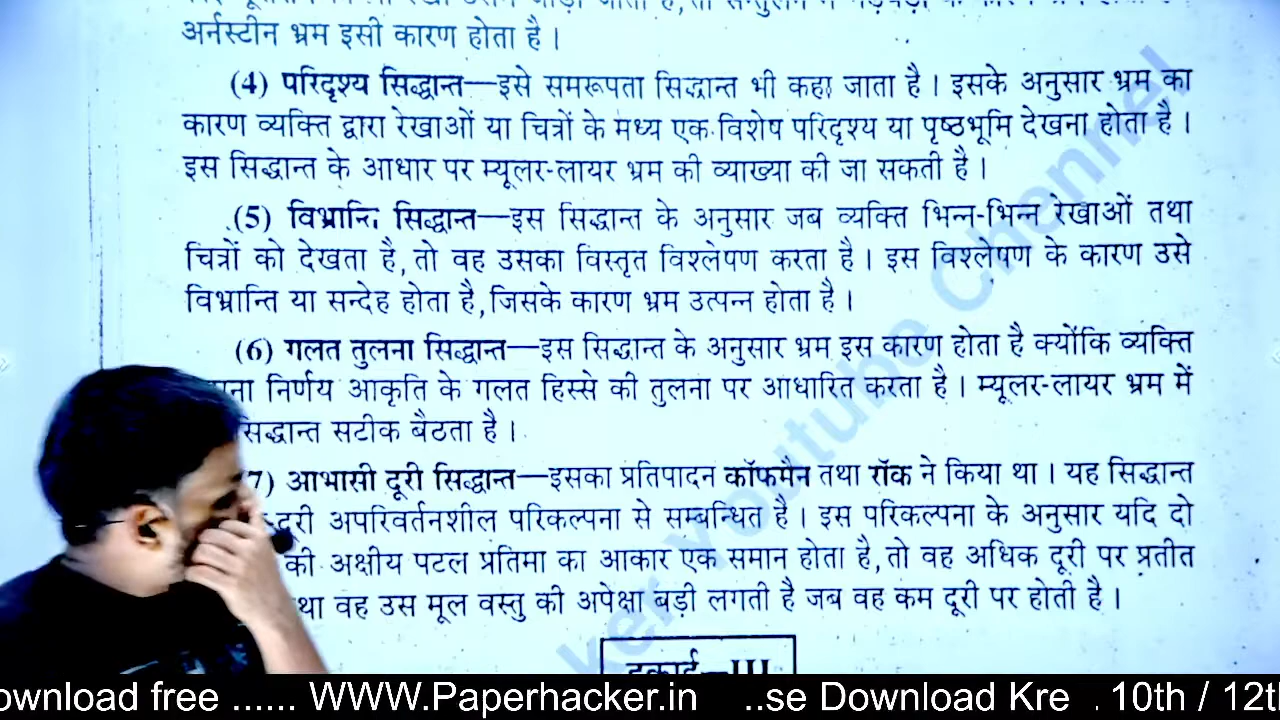 अर्नस्टीन भ्रम इसी कारण होता है ।
(4) परिदृश्य सिद्धान्त—इसे समरूपता सिद्धान्त भी कहा जाता है । इसके अनुसार भ्रम का
कारण व्यक्ति द्वारा रेखाओं या चित्रों के मध्य एक विशेष परिदृश्य या पृष्ठभूमि देखना होता है ।
इस सिद्धान्त के आधार पर म्यूलर-लायर भ्रम की व्याख्या की जा सकती है ।
(5) विभ्रान्ति सिद्धान्त—इस सिद्धान्त के अनुसार जब व्यक्ति भिन्न-भिन्न रेखाओं तथा
चित्रों को देखता है, तो वह उसका विस्तृत विश्लेषण करता है । इस विश्लेषण के कारण उसे
विभ्रान्ति या सन्देह होता है, जिसके कारण भ्रम उत्पन्न होता है ।
(6) गलत तुलना सिद्धान्त—इस सिद्धान्त के अनुसार भ्रम इस कारण होता है क्योंकि व्यक्ति
निर्णय आकृति के गलत हिस्से की तुलना पर आधारित करता है । म्यूलर-लायर भ्रम में
सिद्धान्त सटीक बैठता है ।
7) आभासी दूरी सिद्धान्त—इसका प्रतिपादन कॉफमैन तथा रॉक ने किया था । यह सिद्धान्त
दूरी अपरिवर्तनशील परिकल्पना से सम्बन्धित है । इस परिकल्पना के अनुसार यदि दो
की अक्षीय पटल प्रतिमा का आकार एक समान होता है, तो वह अधिक दूरी पर प्रतीत
था वह उस मूल वस्तु की अपेक्षा बड़ी लगती है जब वह कम दूरी पर होती है ।
इकाई—III
ker youtube Chennel
ownload free ...... WWW.Paperhacker.in ..se Download Kre . 10th / 12th